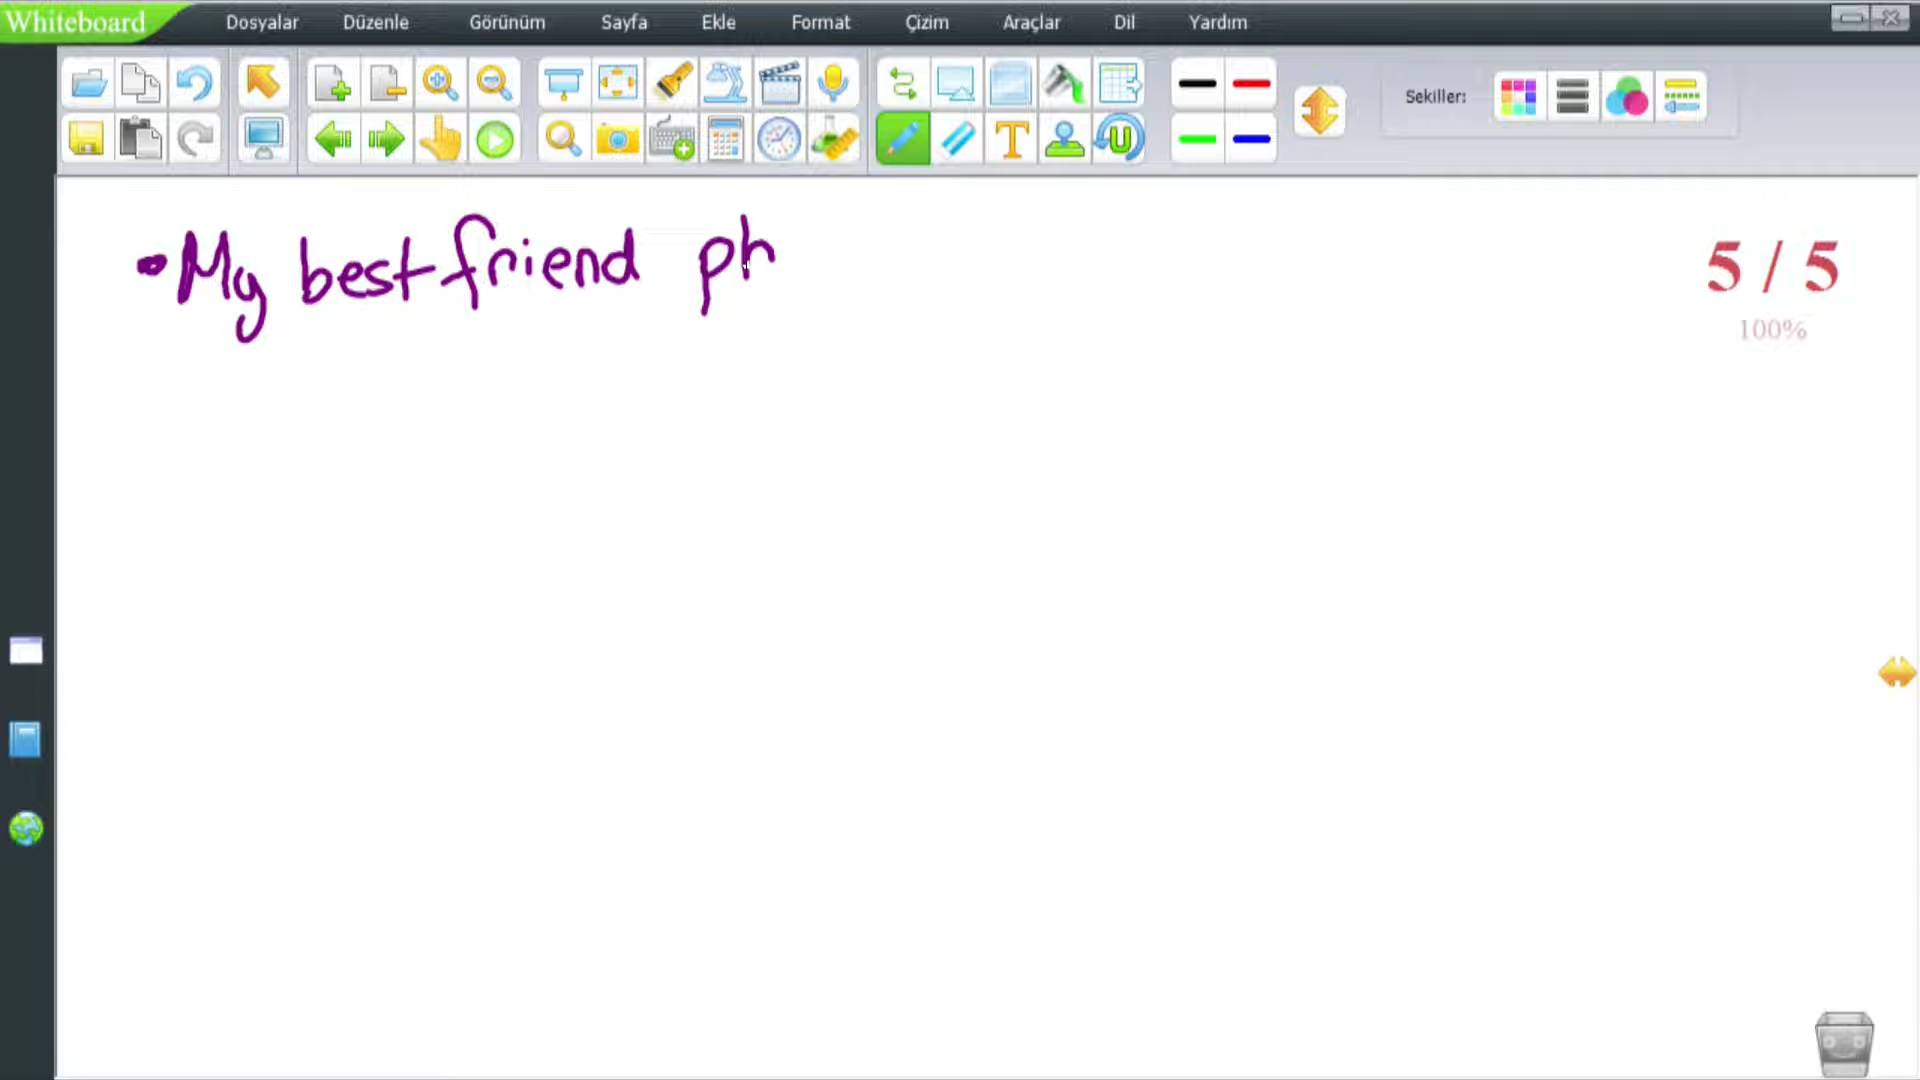 Whiteboard Dosyalar Düzenle Görünüm Sayfa Ekle Format Çizim Araçlar Dil Yardım
Sekiller:
• My best friend ph
5 / 5
100%